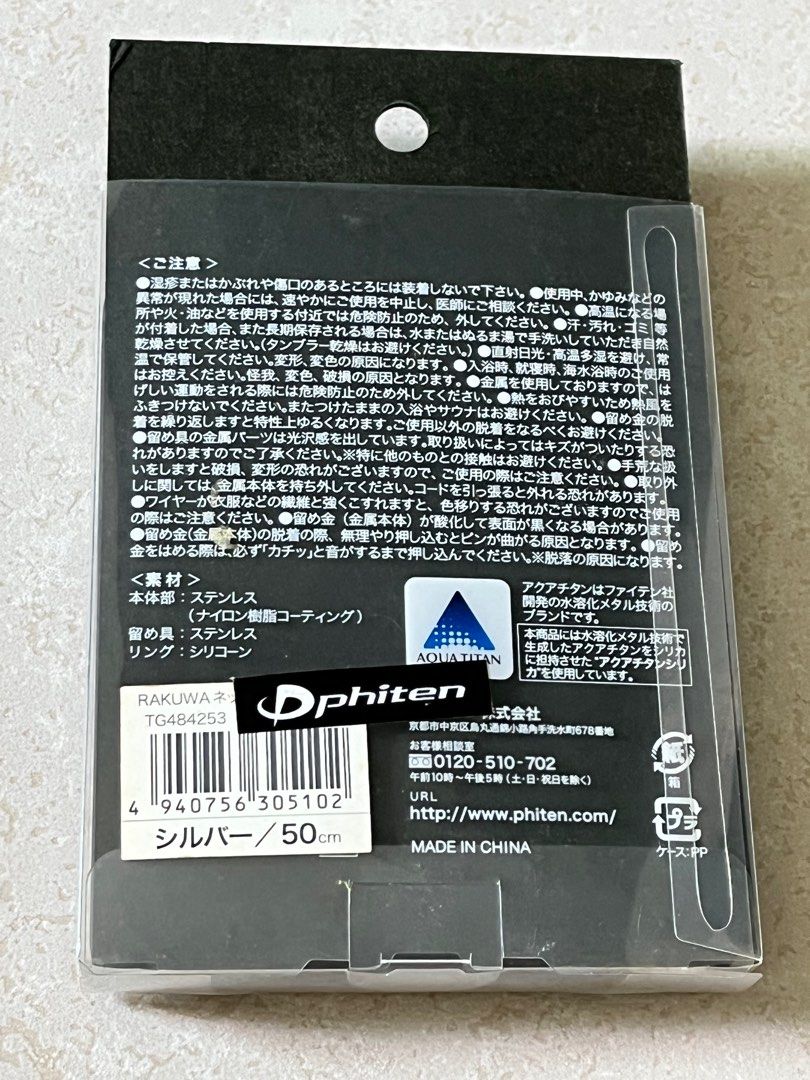 ＜ご注意＞
●湿疹またはかぶれや傷口のあるところには装着しないで下さい。●使用中、かゆみなどの
異常が現れた場合には、速やかにご使用を中止し、医師にご相談ください。●高温になる場
所や火・油などを使用する付近では危険防止のため、外してください。●汗・汚れ・ゴミ等
が付着した場合、また長期保存される場合は、水またはぬるま湯で手洗いしていただき自然
乾燥させてください。(タンブラー乾燥はお避けください。)●直射日光・高温多湿を避け、常
温で保管してください。変形、変色の原因になります。●入浴時、就寝時、海水浴時のご使用
はお控えください。怪我、変色、破損の原因となります。●金属を使用しておりますので、は
げしい運動をされる際には危険防止のため外してください。●熱をおびやすいため熱風を
ふきつけないでください。またつけたままの入浴やサウナはお避けください。●留め金の脱
着を繰り返しますと特性上ゆるくなります。ご使用以外の脱着をなるべくお避けください。
●留め具の金属パーツは光沢感を出しています。取り扱いによってはキズがついたりする恐
れがありますのでご了承ください。※特に他のものとの接触はお避けください。●手荒な扱
いをしますと破損、変形の恐れがございますので、ご使用の際はご注意ください。●取り外
しに関しては、金属本体を持ち外してください。コードを引っ張ると外れる恐れがあります。
●ワイヤーが衣服などの繊維と強くこすれますと、色移りする恐れがございますのでご使用
の際はご注意ください。●留め金（金属本体）が酸化して表面が黒くなる場合があります。
●留め金(金属本体)の脱着の際、無理やり押し込むとピンが曲がる原因となります。●留め
金をはめる際は、必ず「カチッ」と音がするまで押し込んでください。※脱落の原因になります。
＜素材＞
本体部：ステンレス
（ナイロン樹脂コーティング）
留め具：ステンレス
リング：シリコーン
AQUA TITAN
アクアチタンはファイテン社
開発の水溶化メタル技術の
ブランドです。
本商品には水溶化メタル技術で
生成したアクアチタンをシリカ
に担持させた"アクアチタンシリ
カ"を使用しています。
RAKUWAネッ
TG484253
4 940756 305102
シルバー／50cm
phiten
株式会社
京都市中京区烏丸通錦小路角手洗水町678番地
お客様相談室
0120-510-702
午前10時～午後5時(土・日・祝日を除く)
URL
http://www.phiten.com/
MADE IN CHINA
紙
箱
プラ
ケース:PP